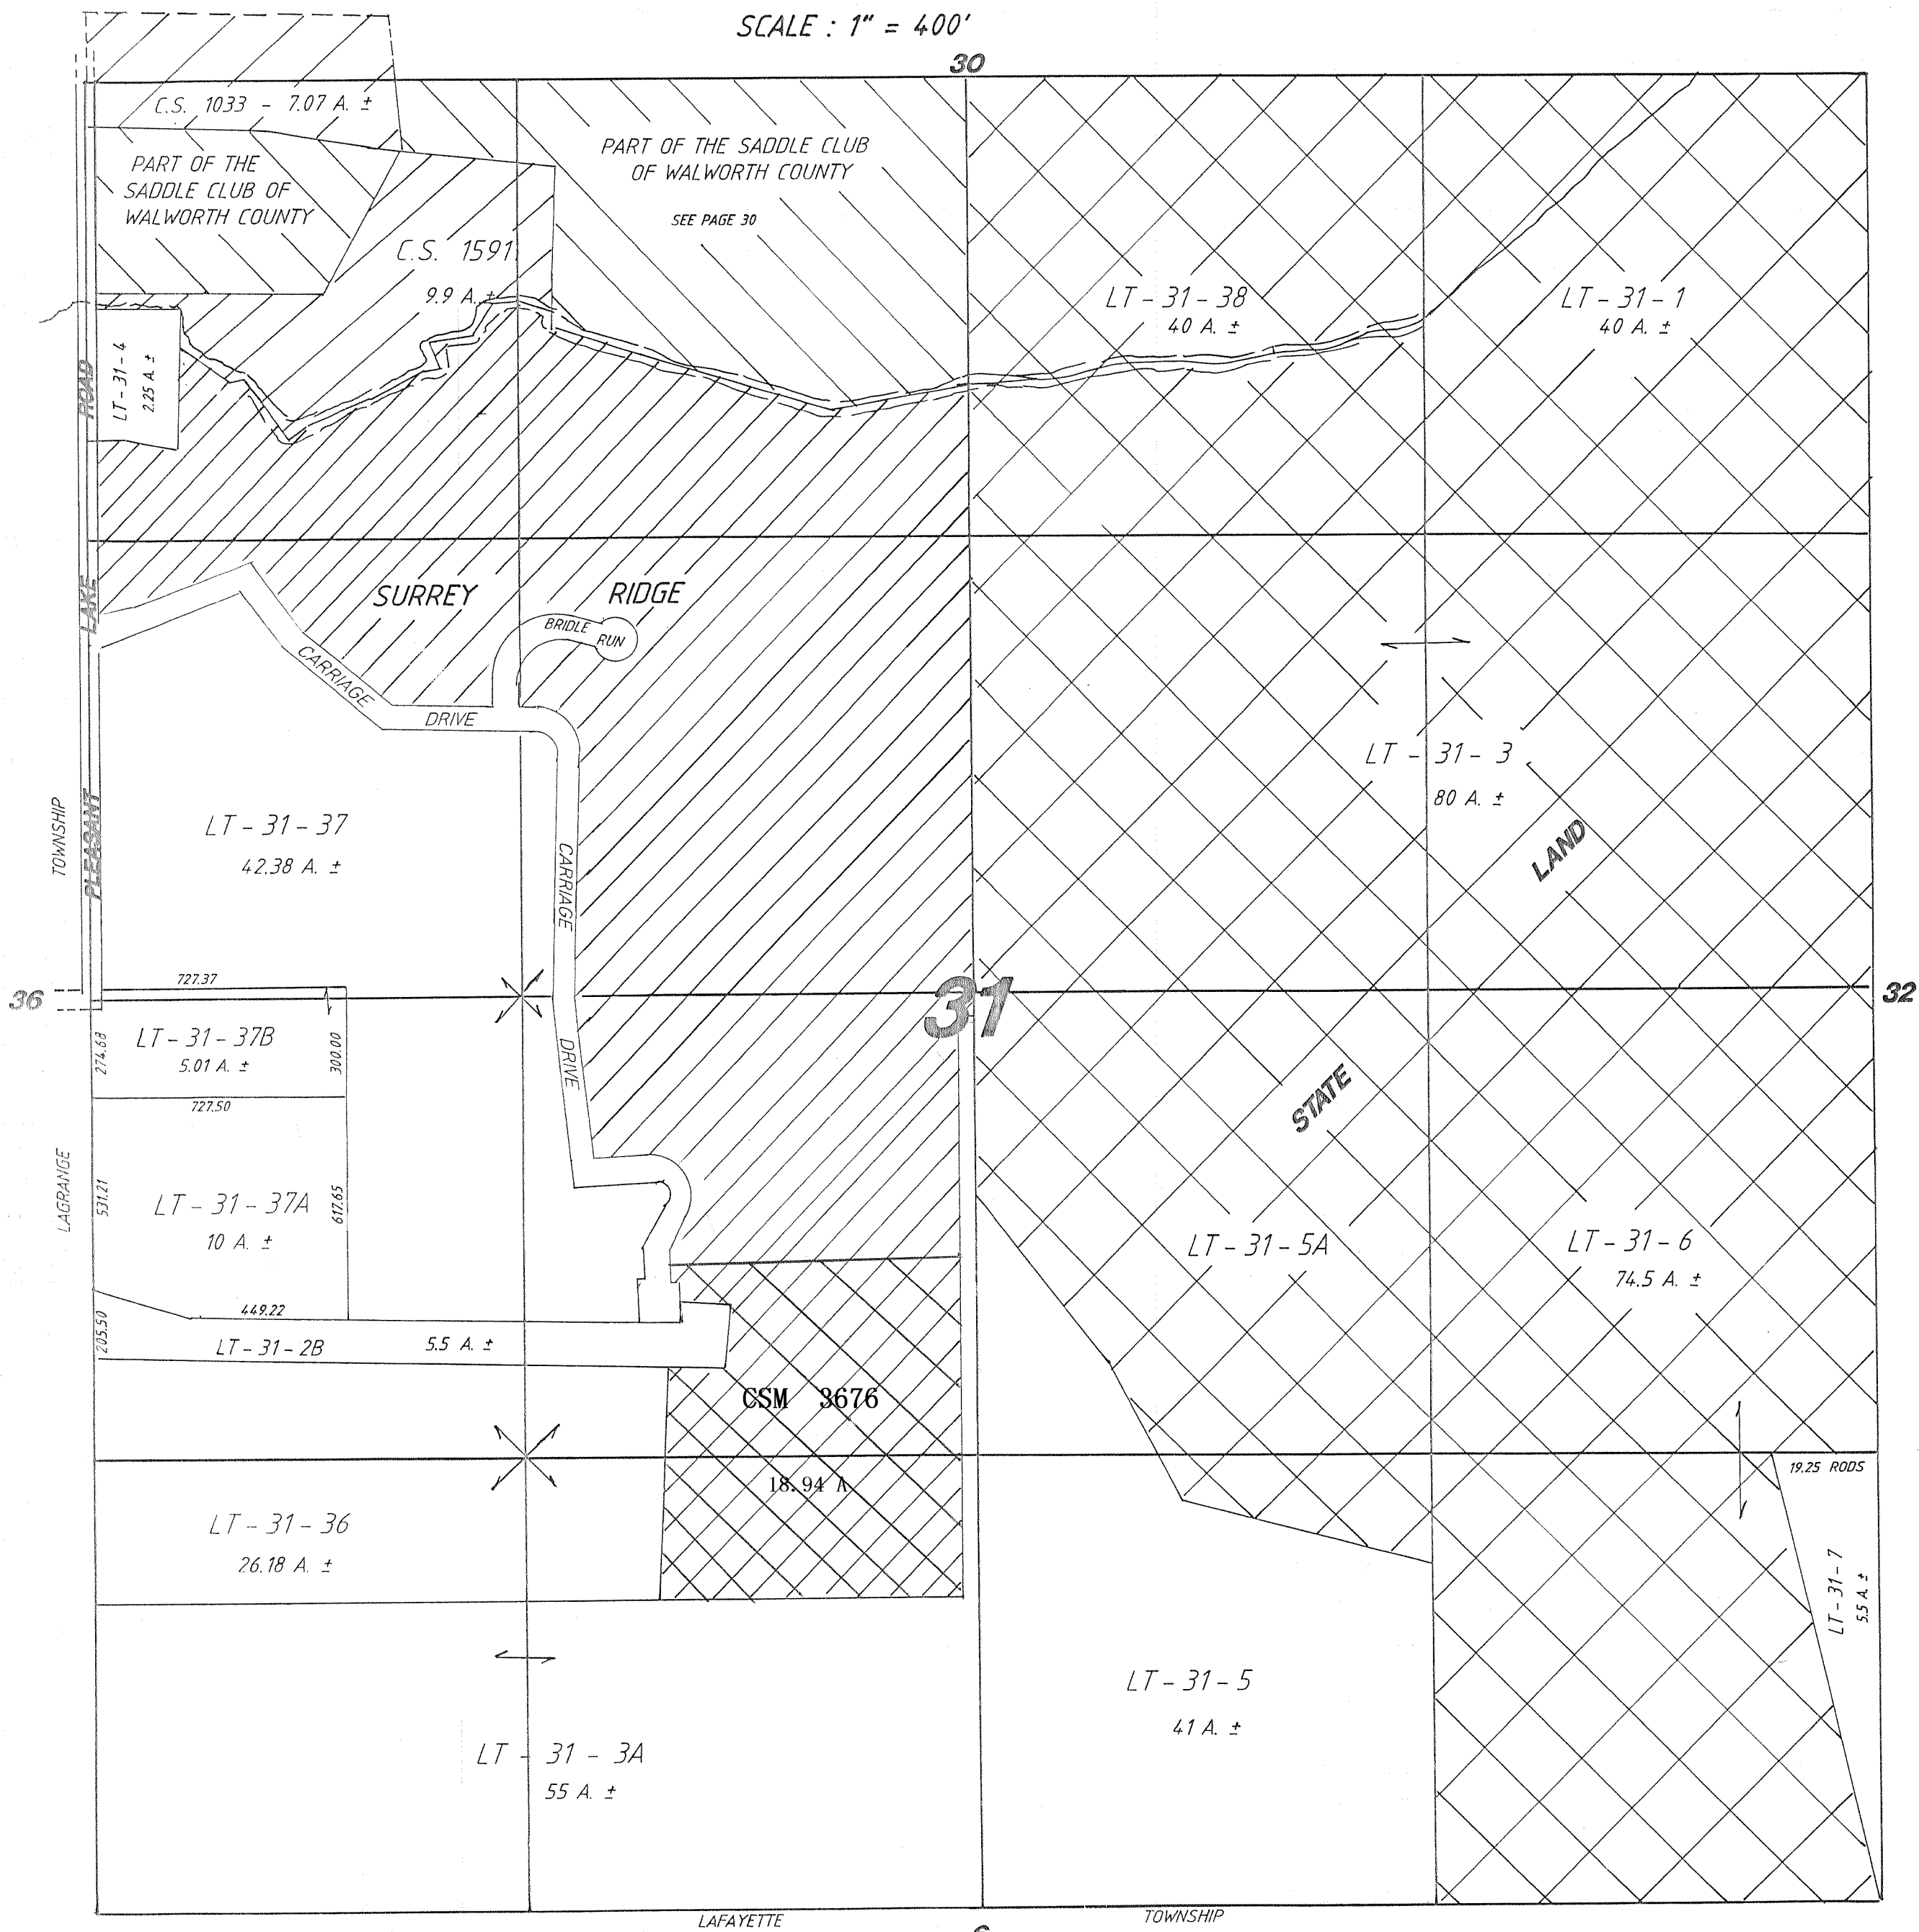 SCALE : 1" = 400'
30
C.S. 1033 - 7.07 A. ±
PART OF THE
SADDLE CLUB OF
WALWORTH COUNTY
PART OF THE SADDLE CLUB
OF WALWORTH COUNTY
SEE PAGE 30
C.S. 1591
9.9 A. ±
LT - 31 - 38
40 A. ±
LT - 31 - 1
40 A. ±
LT - 31 - 4
2.25 A. ±
PLEASANT LAKE ROAD
SURREY RIDGE
BRIDLE RUN
CARRIAGE DRIVE
LT - 31 - 3
80 A. ±
LT - 31 - 37
42.38 A. ±
CARRIAGE DRIVE
STATE LAND
LAGRANGE TOWNSHIP
36
727.37
31
32
LT - 31 - 37B
5.01 A. ±
274.68
300.00
727.50
LT - 31 - 37A
10 A. ±
531.21
617.65
449.22
205.50
LT - 31 - 2B 5.5 A. ±
LT - 31 - 5A
LT - 31 - 6
74.5 A. ±
CSM 3676
18.94 A
19.25 RODS
LT - 31 - 7
5.5 A. ±
LT - 31 - 36
26.18 A. ±
LT - 31 - 5
41 A. ±
LT - 31 - 3A
55 A. ±
LAFAYETTE TOWNSHIP